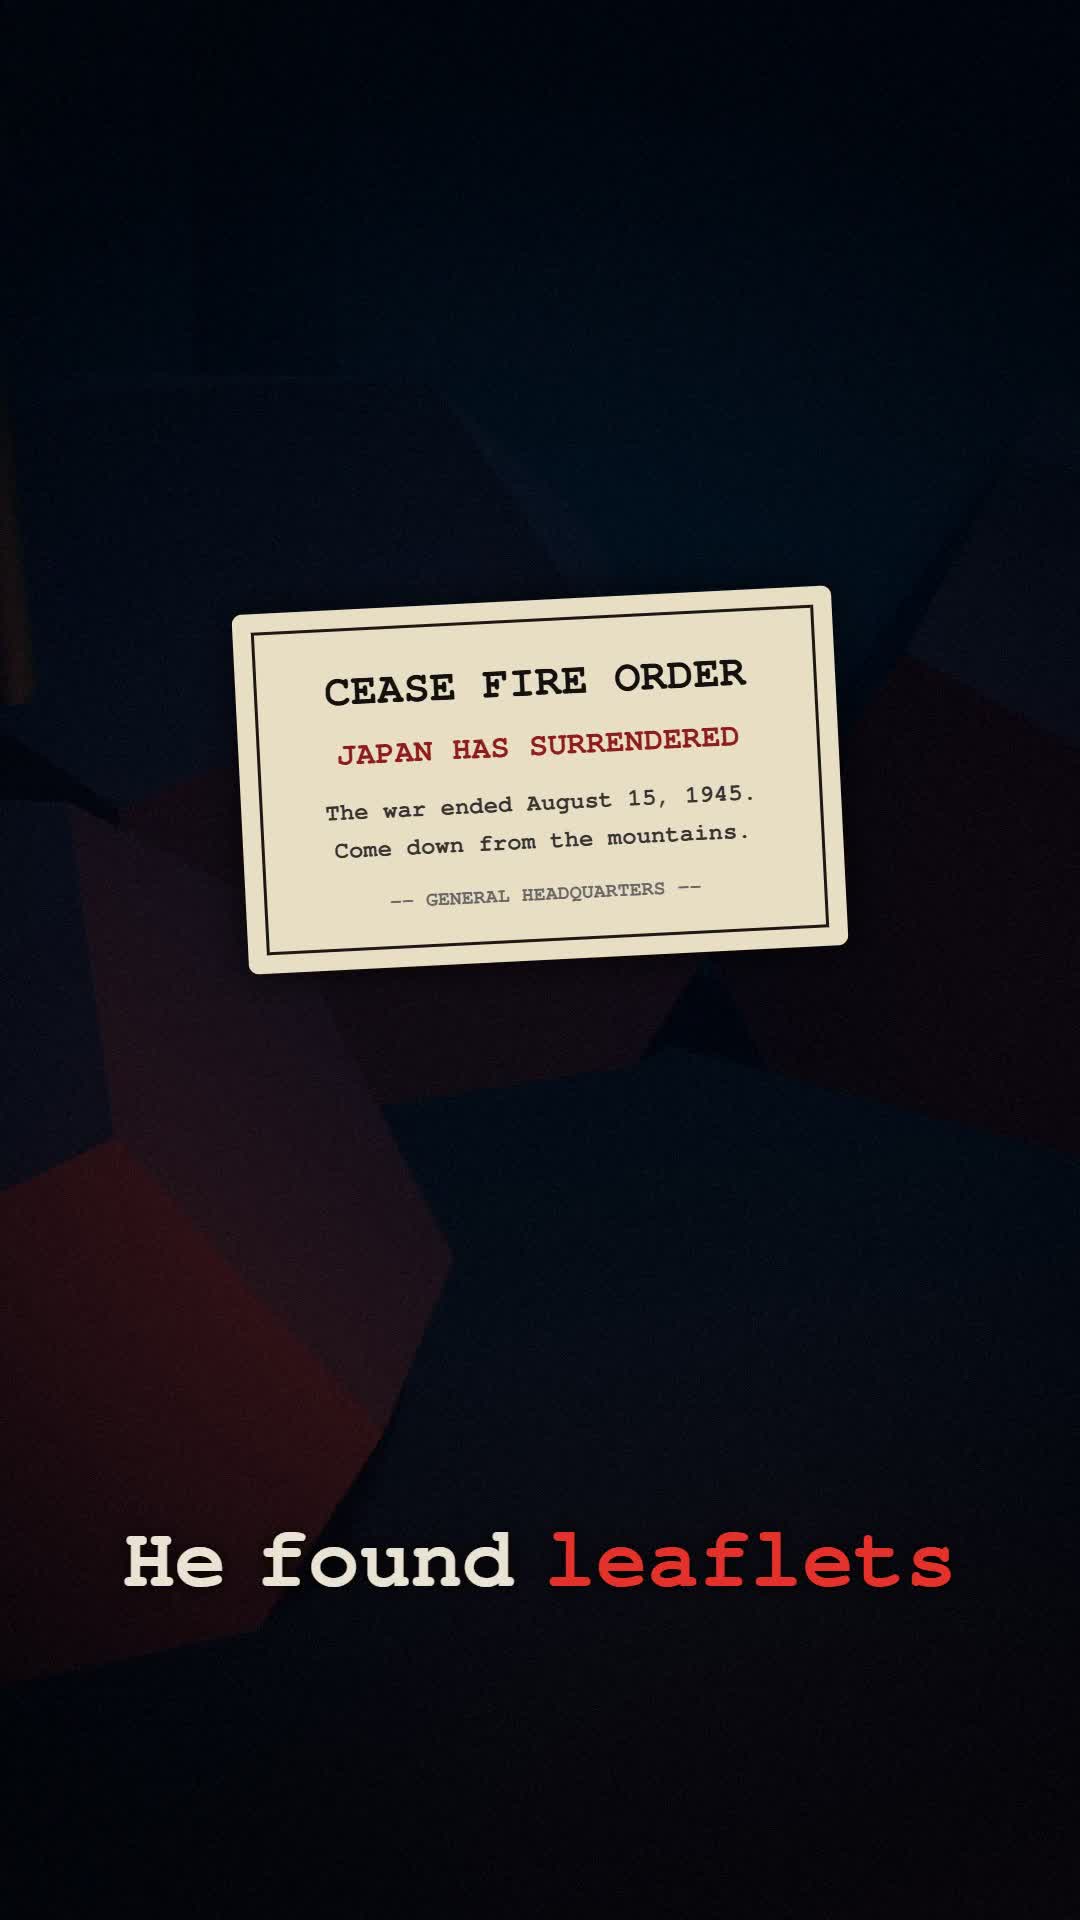 CEASE FIRE ORDER
JAPAN HAS SURRENDERED
The war ended August 15, 1945.
Come down from the mountains.
—— GENERAL HEADQUARTERS ——
He found leaflets